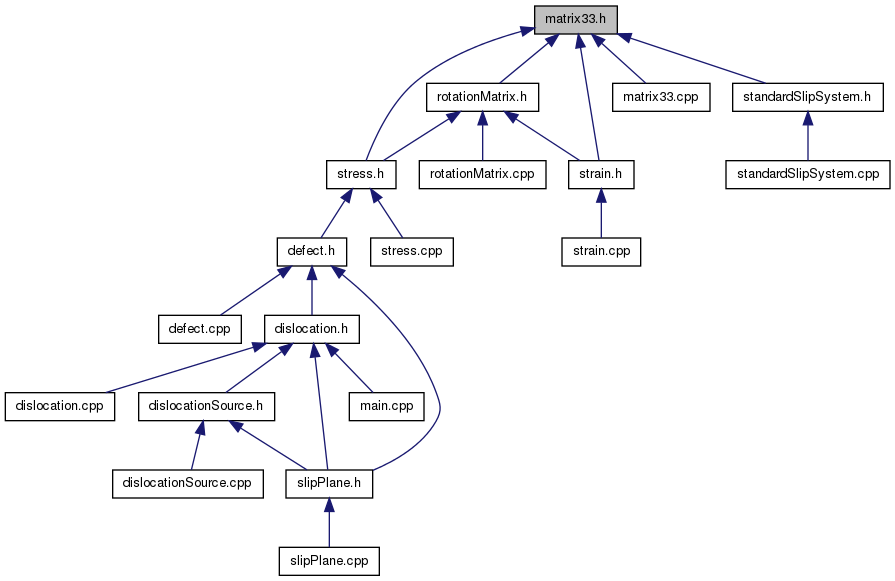 matrix33.h
rotationMatrix.h
matrix33.cpp
standardSlipSystem.h
stress.h
rotationMatrix.cpp
strain.h
standardSlipSystem.cpp
defect.h
stress.cpp
strain.cpp
defect.cpp
dislocation.h
dislocation.cpp
dislocationSource.h
main.cpp
dislocationSource.cpp
slipPlane.h
slipPlane.cpp